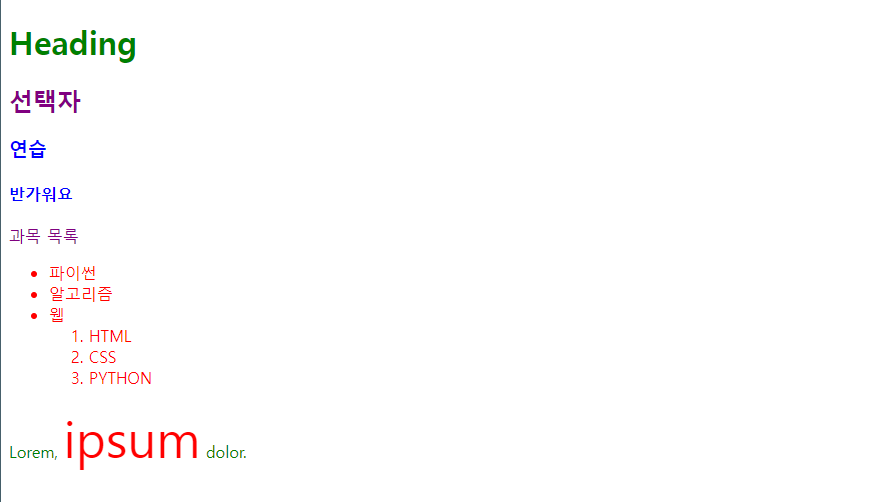 Heading
선택자
연습
반가워요
과목 목록
• 파이썬
• 알고리즘
• 웹
1. HTML
2. CSS
3. PYTHON
Lorem, ipsum dolor.